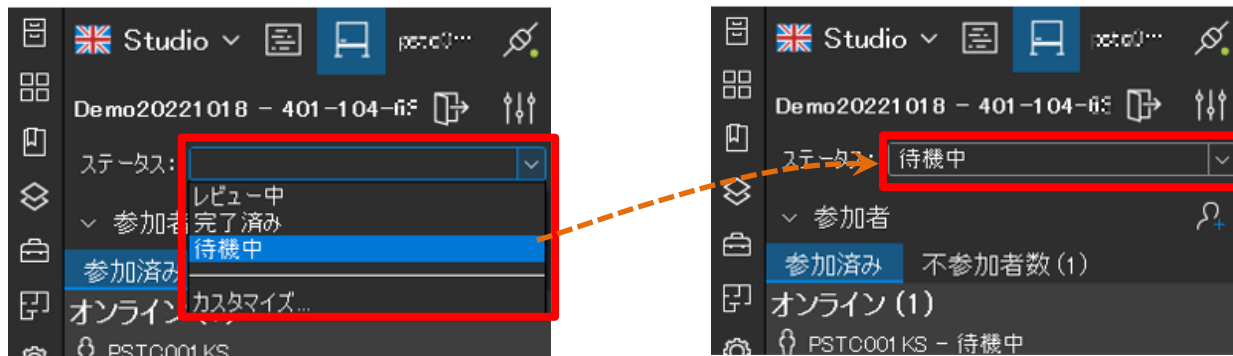 Studio
Demo20221018 - 401-104-
ステータス:
レビュー中
完了済み
待機中
カスタマイズ...
参加者
参加済み
オンライン
PSTC001KS
Studio
Demo20221018 - 401-104-
ステータス: 待機中
参加者
参加済み 不参加者数(1)
オンライン(1)
PSTC001KS - 待機中